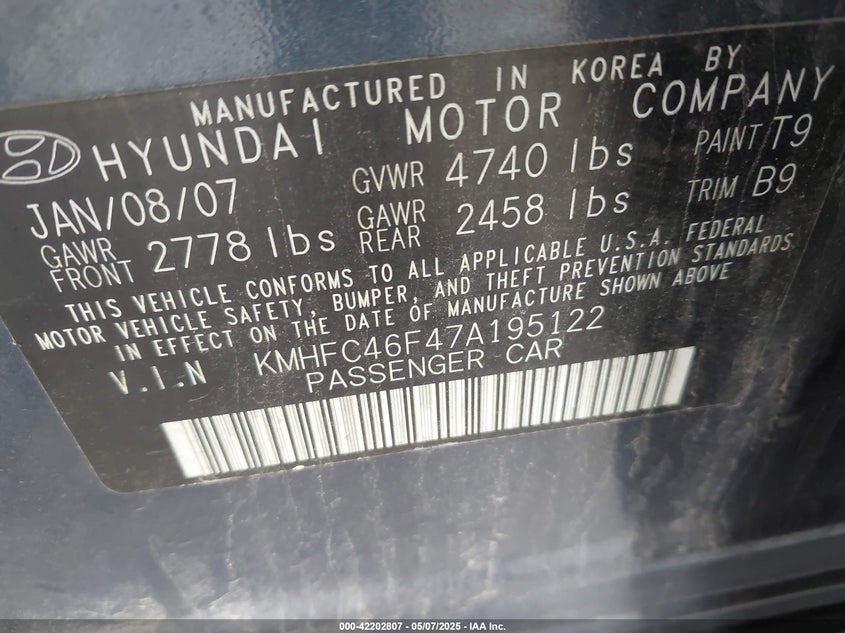 MANUFACTURED IN KOREA BY
HYUNDAI MOTOR COMPANY
JAN/08/07 GVWR 4740 lbs PAINT T9
GAWR FRONT 2778 lbs GAWR REAR 2458 lbs TRIM B9
THIS VEHICLE CONFORMS TO ALL APPLICABLE U.S.A. FEDERAL
MOTOR VEHICLE SAFETY, BUMPER, AND THEFT PREVENTION STANDARDS
IN EFFECT ON THE DATE OF MANUFACTURE SHOWN ABOVE
V.I.N KMHFC46F47A195122
PASSENGER CAR
000-42202807 - 05/07/2025 - IAA Inc.